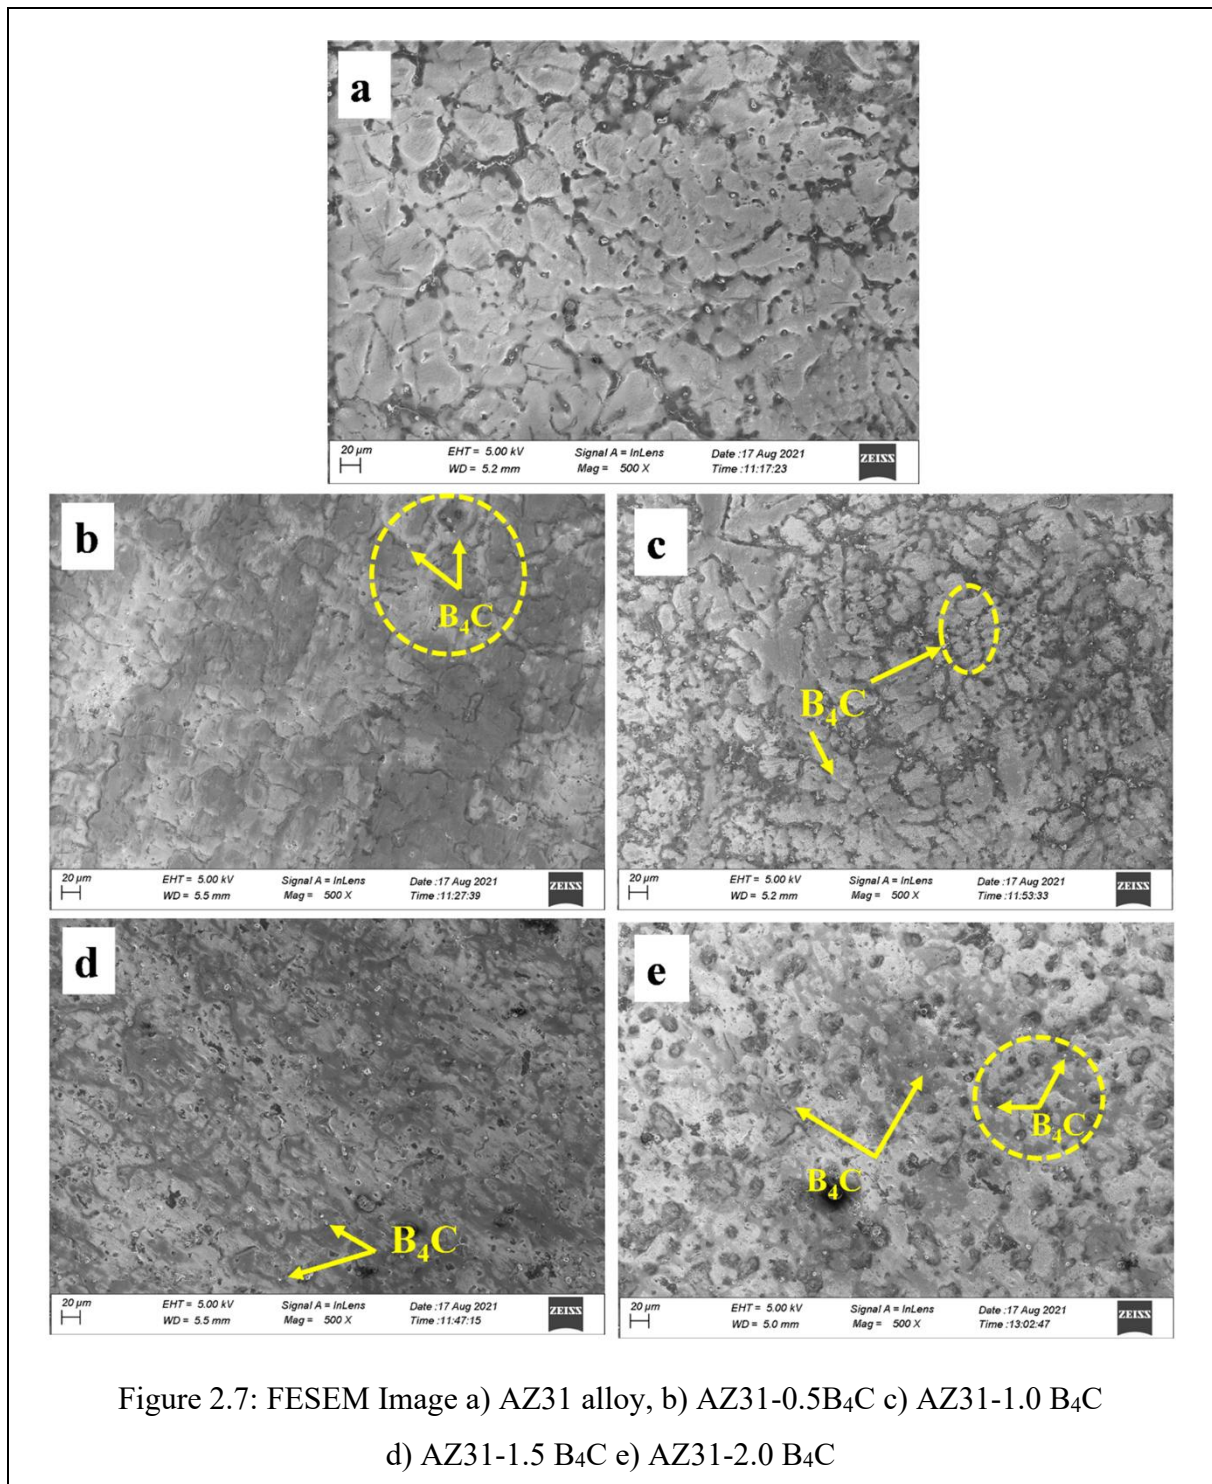 a
20 µm
EHT = 5.00 kV
Signal A = InLens
Date :17 Aug 2021
WD = 5.2 mm
Mag = 500 X
Time :11:17:23
ZEISS
b
B₄C
20 µm
EHT = 5.00 kV
Signal A = InLens
Date :17 Aug 2021
WD = 5.5 mm
Mag = 500 X
Time :11:27:39
ZEISS
c
B₄C
20 µm
EHT = 5.00 kV
Signal A = InLens
Date :17 Aug 2021
WD = 5.2 mm
Mag = 500 X
Time :11:53:33
ZEISS
d
B₄C
20 µm
EHT = 5.00 kV
Signal A = InLens
Date :17 Aug 2021
WD = 5.5 mm
Mag = 500 X
Time :11:47:15
ZEISS
e
B₄C
B₄C
20 µm
EHT = 5.00 kV
Signal A = InLens
Date :17 Aug 2021
WD = 5.0 mm
Mag = 500 X
Time :13:02:47
ZEISS
Figure 2.7: FESEM Image a) AZ31 alloy, b) AZ31-0.5B₄C c) AZ31-1.0 B₄C
d) AZ31-1.5 B₄C e) AZ31-2.0 B₄C